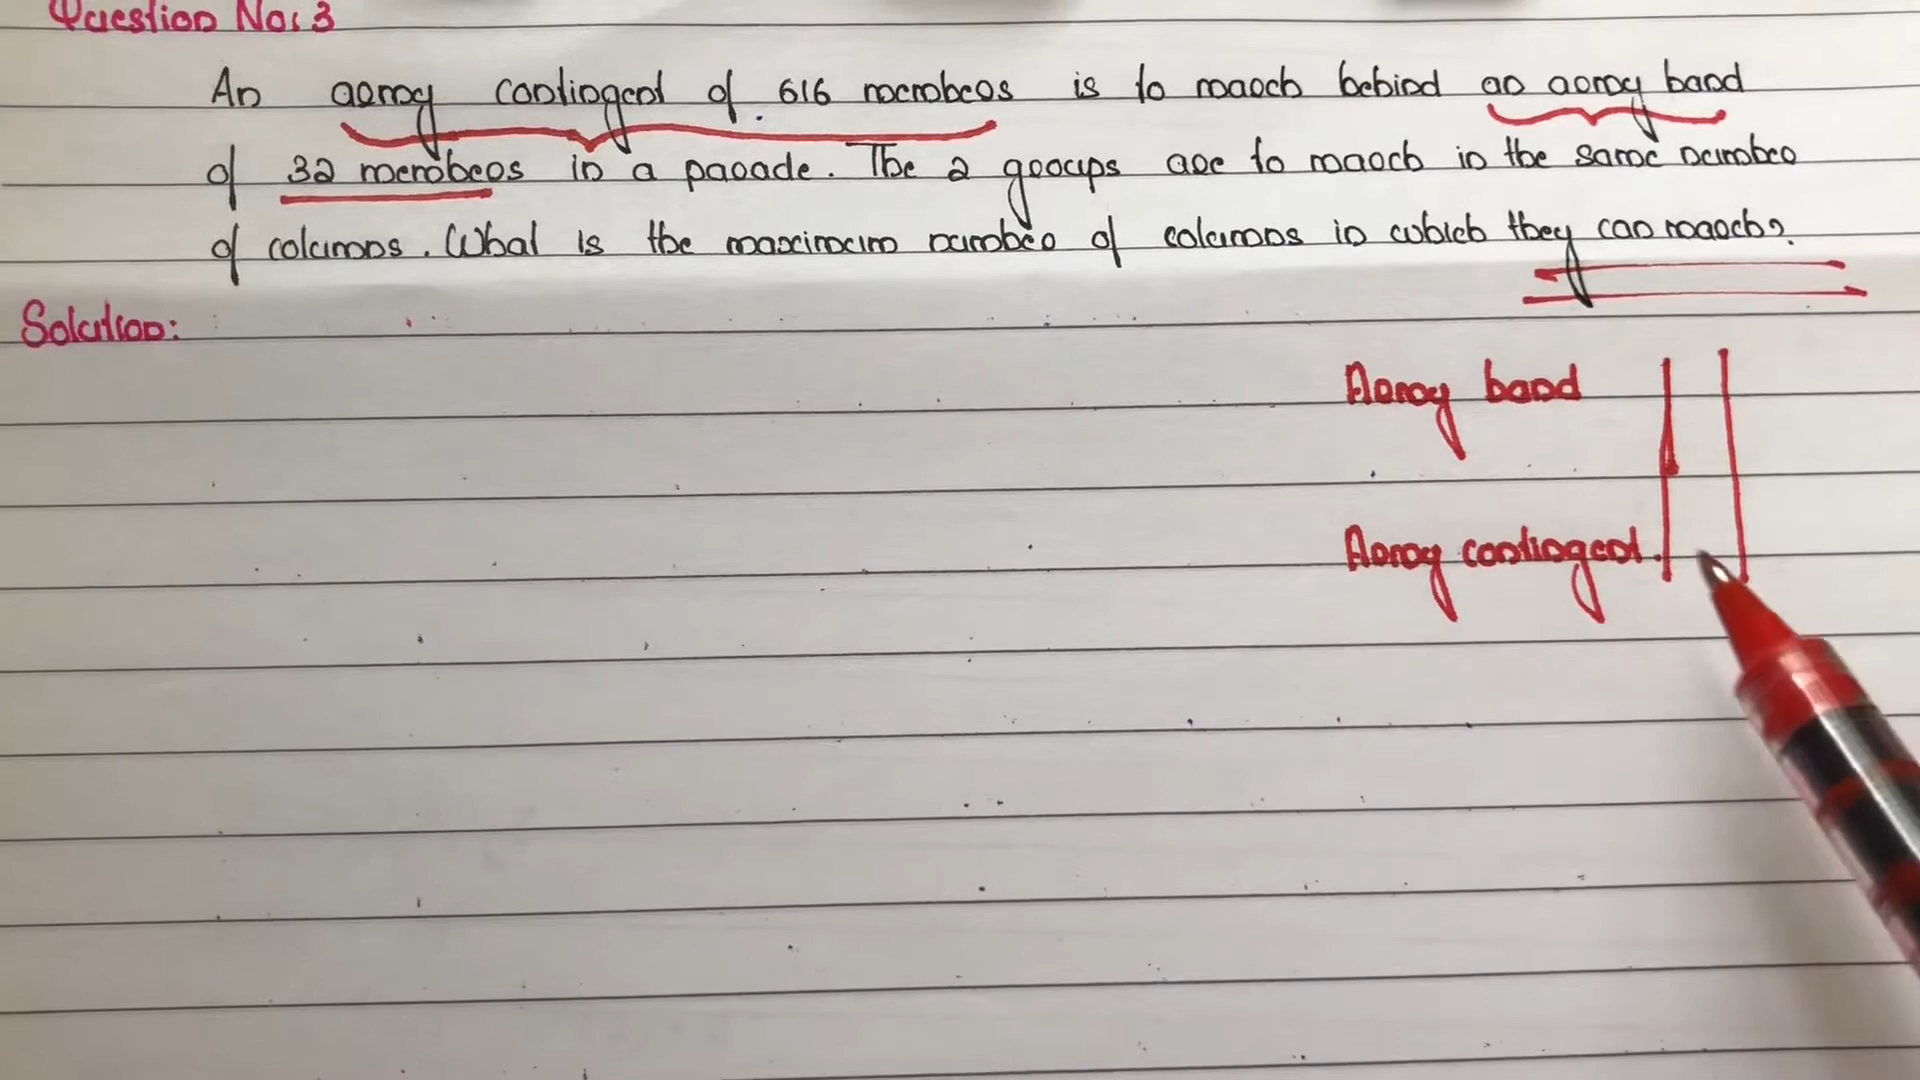 Question No: 3
An army contingent of 616 members is to march behind an army band
of 32 members in a parade. The 2 groups are to march in the same number
of columns. What is the maximum number of columns in which they can march?
Solution:
Army band
Army contingent.